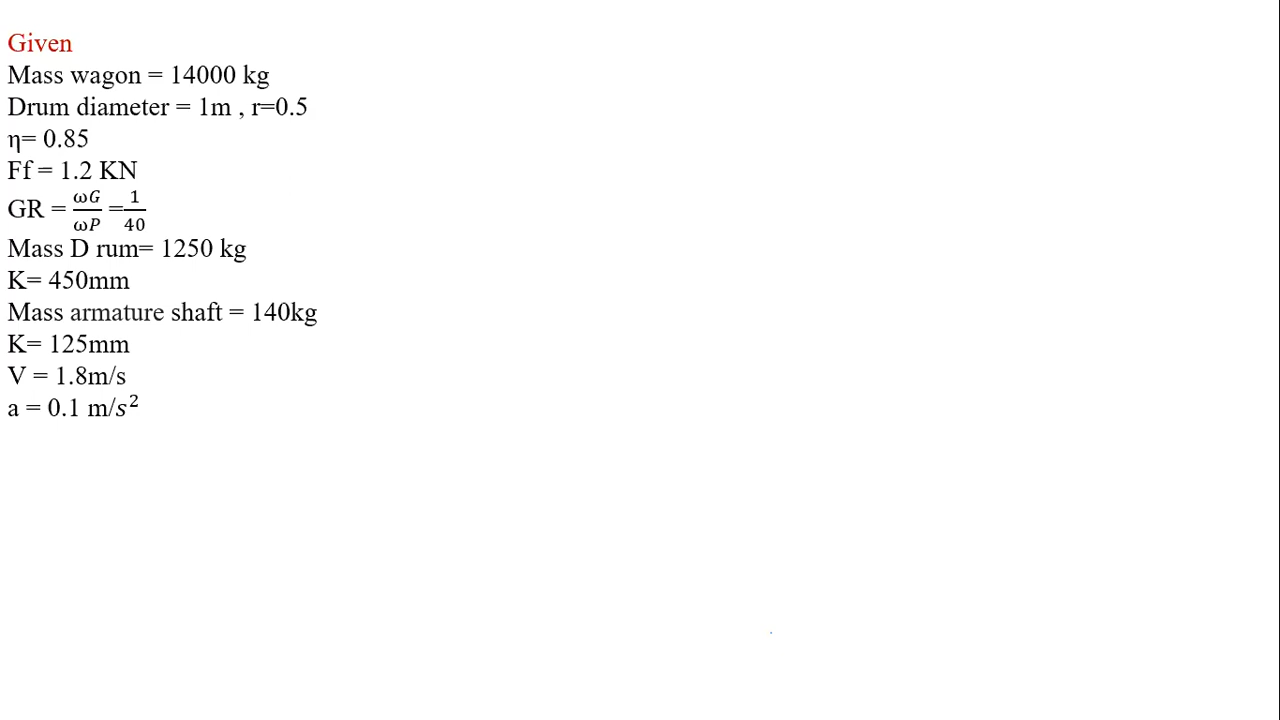 Given
Mass wagon = 14000 kg
Drum diameter = 1m , r=0.5
η= 0.85
Ff = 1.2 KN
GR = ωG/ωP =1/40
Mass D rum= 1250 kg
K= 450mm
Mass armature shaft = 140kg
K= 125mm
V = 1.8m/s
a = 0.1 m/s²